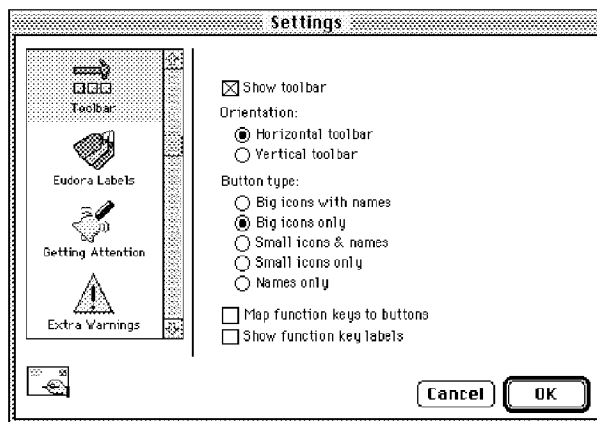 Settings
Toolbar
Eudora Labels
Getting Attention
Extra Warnings
Show toolbar
Orientation:
Horizontal toolbar
Vertical toolbar
Button type:
Big icons with names
Big icons only
Small icons & names
Small icons only
Names only
Map function keys to buttons
Show function key labels
Cancel
OK